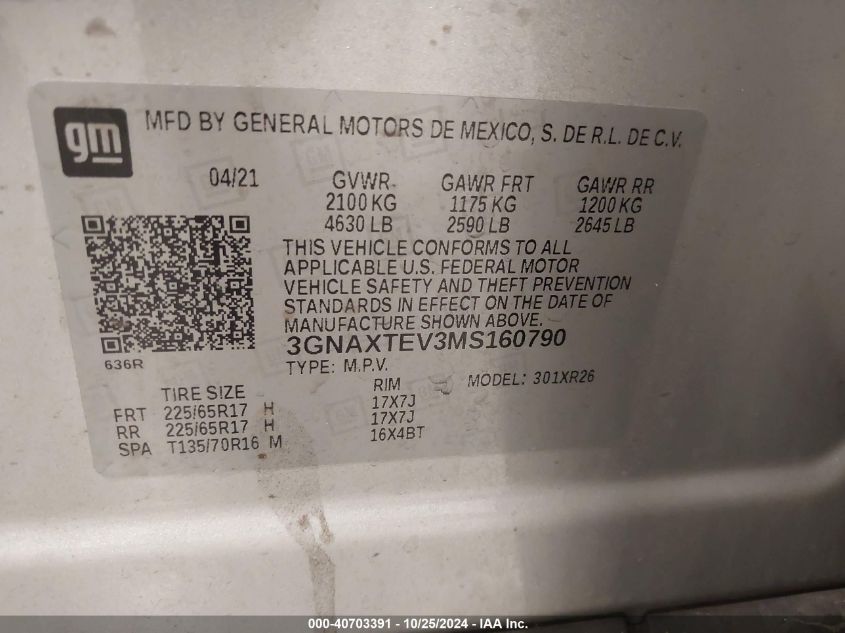 gm MFD BY GENERAL MOTORS DE MEXICO, S. DE R.L. DE C.V.
04/21 GVWR GAWR FRT GAWR RR
2100 KG 1175 KG 1200 KG
4630 LB 2590 LB 2645 LB
THIS VEHICLE CONFORMS TO ALL
APPLICABLE U.S. FEDERAL MOTOR
VEHICLE SAFETY AND THEFT PREVENTION
STANDARDS IN EFFECT ON THE DATE OF
MANUFACTURE SHOWN ABOVE.
3GNAXTEV3MS160790
636R
TYPE: M.P.V. MODEL: 301XR26
TIRE SIZE RIM
FRT 225/65R17 H 17X7J
RR 225/65R17 H 17X7J
SPA T135/70R16 M 16X4BT
000-40703391 - 10/25/2024 - IAA Inc.